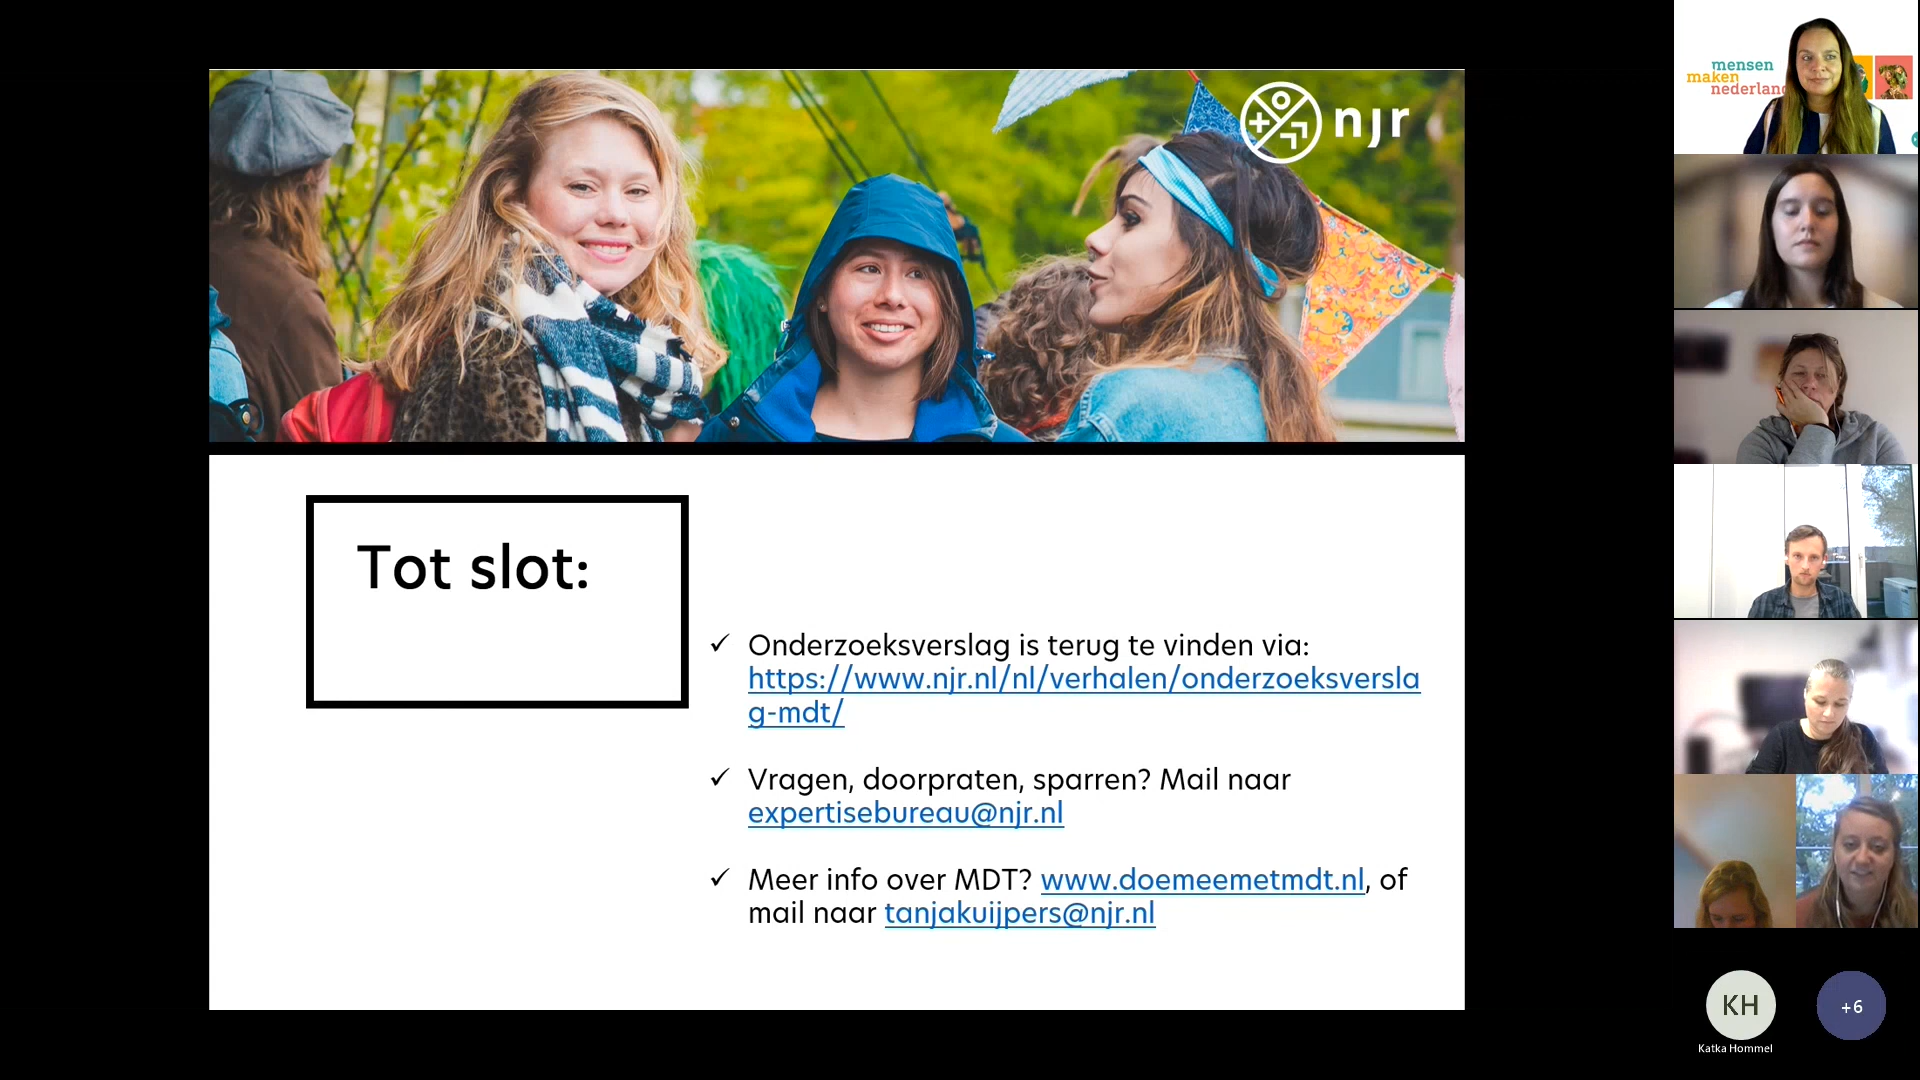 njr
Tot slot:
✓ Onderzoeksverslag is terug te vinden via:
https://www.njr.nl/nl/verhalen/onderzoeksversla
g-mdt/
✓ Vragen, doorpraten, sparren? Mail naar
expertisebureau@njr.nl
✓ Meer info over MDT? www.doemeemetmdt.nl, of
mail naar tanjakuijpers@njr.nl
mensen
maken
nederland
KH
+6
Katka Hommel